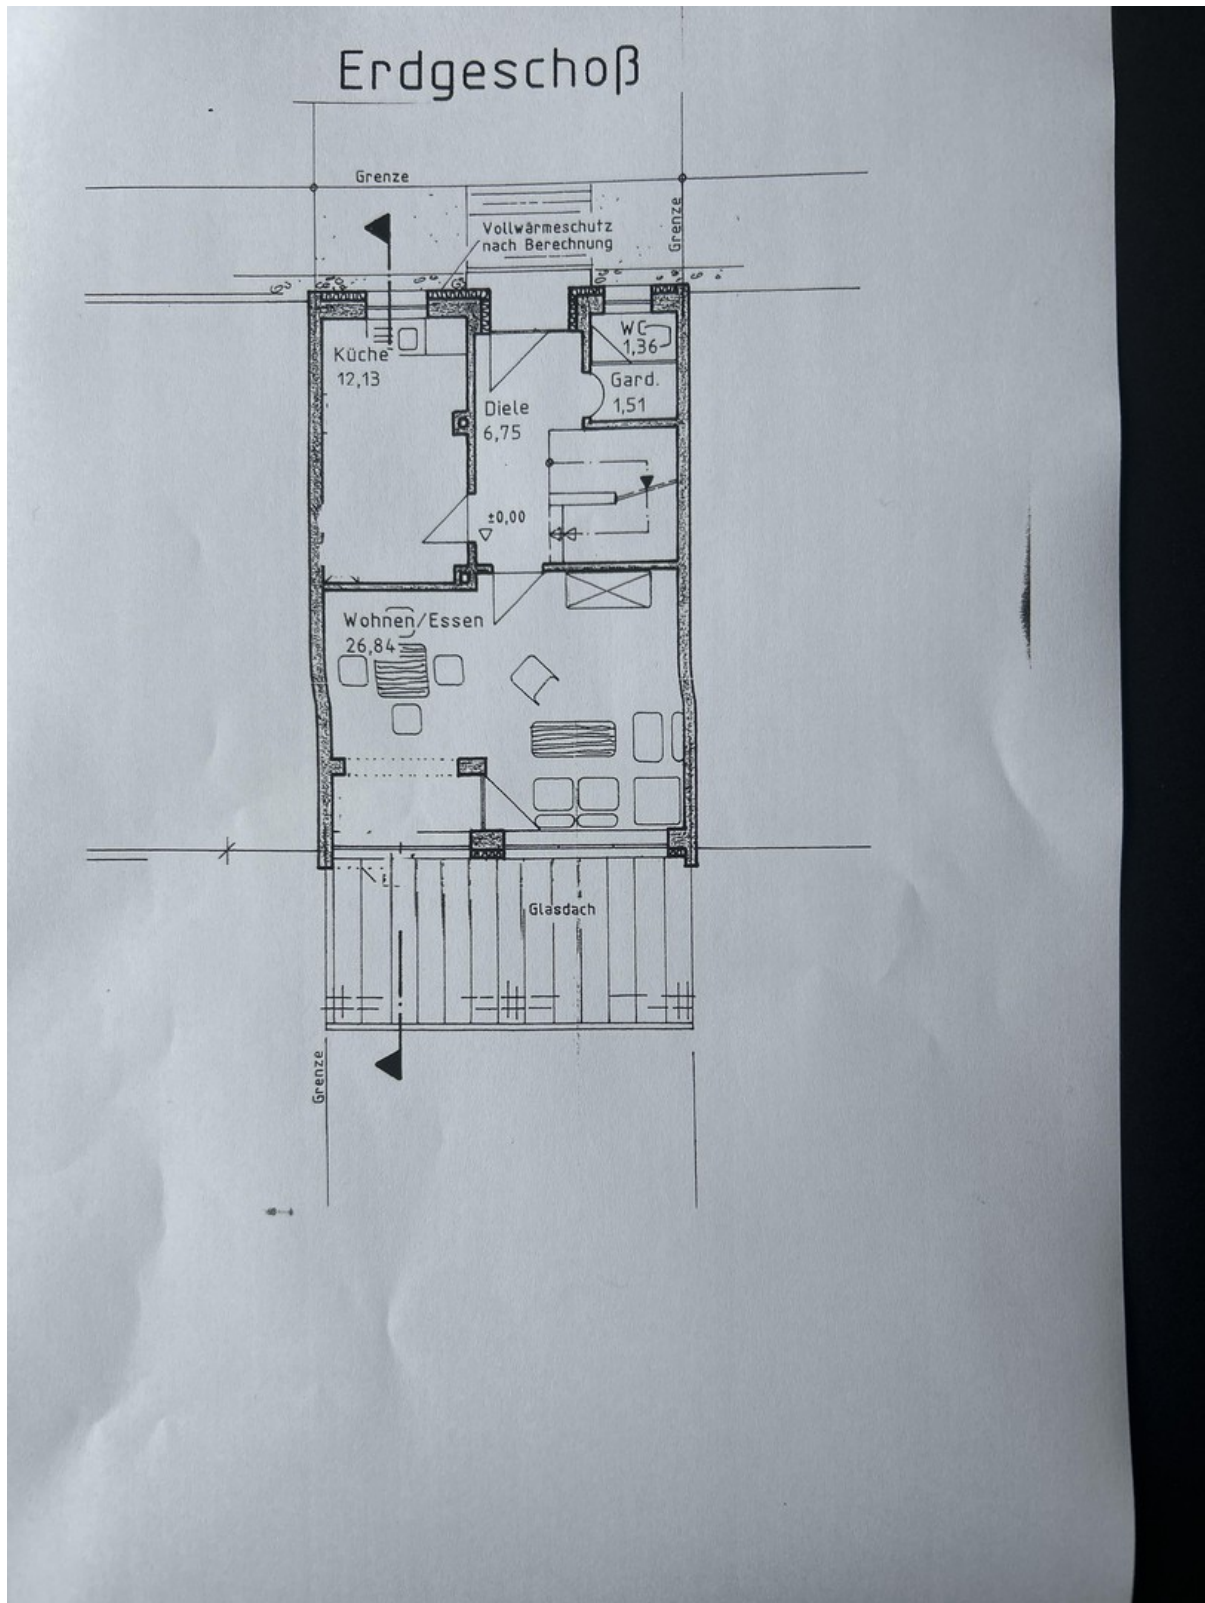 Erdgeschoß
Grenze
Grenze
Vollwärmeschutz
nach Berechnung
Küche
12,13
WC
1,36
Gard.
1,51
Diele
6,75
±0,00
Wohnen/Essen
26,84
Glasdach
Grenze